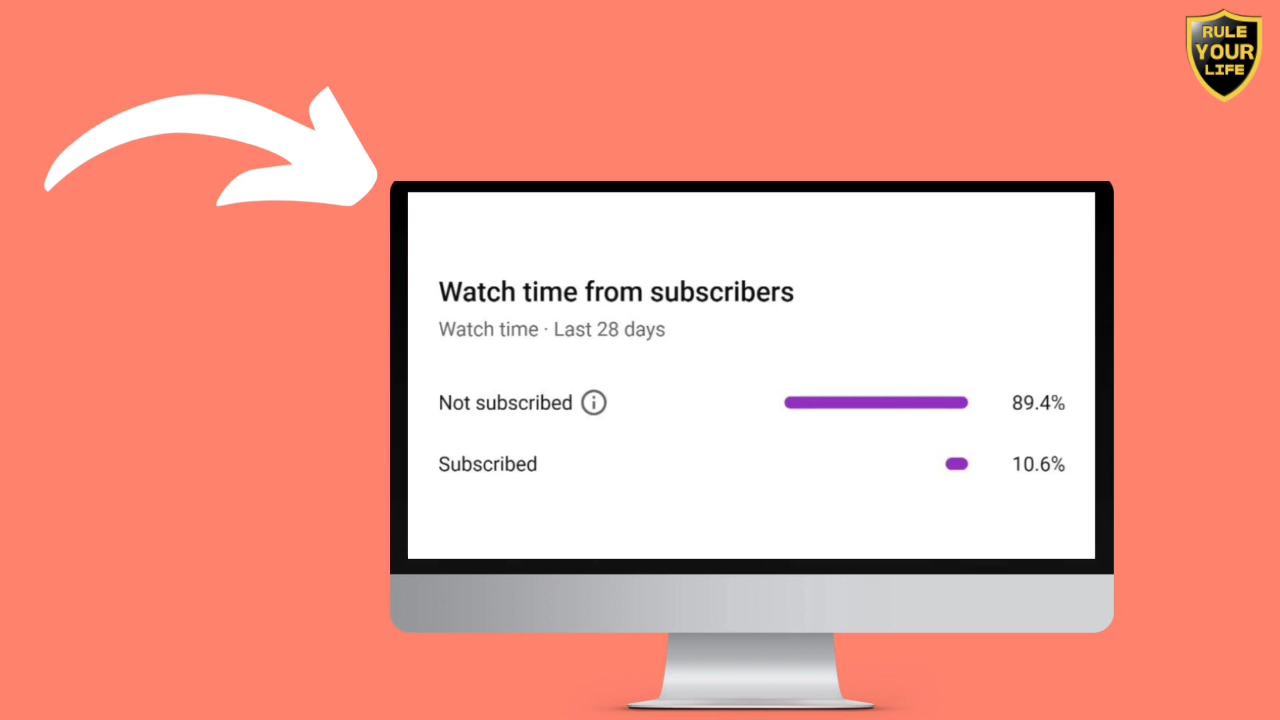 RULE
YOUR
LIFE
Watch time from subscribers
Watch time · Last 28 days
Not subscribed 89.4%
Subscribed 10.6%